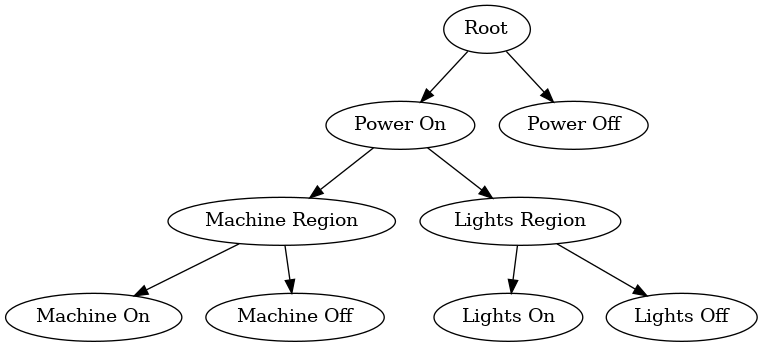 Root
Power On
Power Off
Machine Region
Lights Region
Machine On
Machine Off
Lights On
Lights Off